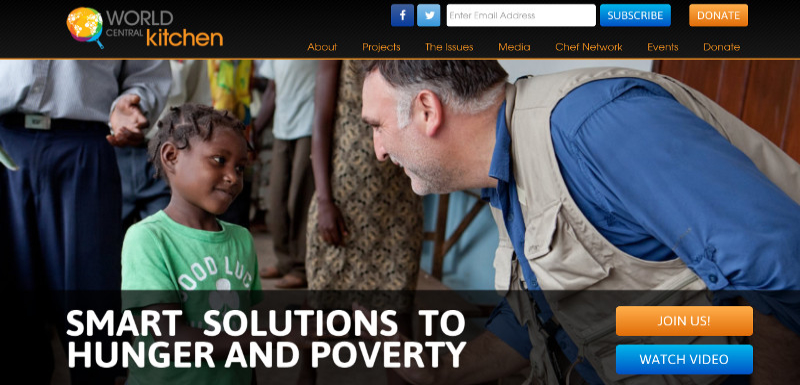 WORLD
CENTRAL kitchen
f
Enter Email Address
SUBSCRIBE
DONATE
About
Projects
The Issues
Media
Chef Network
Events
Donate
OOD LUC
SMART SOLUTIONS TO
HUNGER AND POVERTY
JOIN US!
WATCH VIDEO